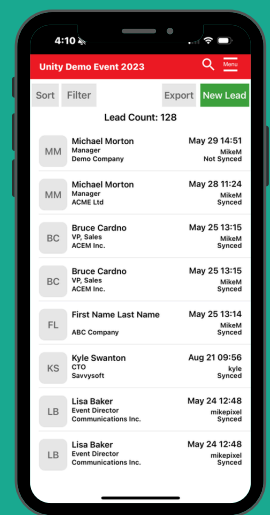 4:10
Unity Demo Event 2023
Menu
Sort Filter Export New Lead
Lead Count: 128
MM
Michael Morton May 29 14:51
Manager MikeM
Demo Company Not Synced
MM
Michael Morton May 28 11:24
Manager MikeM
ACME Ltd Synced
BC
Bruce Cardno May 25 13:15
VP, Sales MikeM
ACEM Inc. Synced
BC
Bruce Cardno May 25 13:15
VP, Sales MikeM
ACEM Inc. Synced
FL
First Name Last Name May 25 13:14
MikeM
ABC Company Synced
KS
Kyle Swanton Aug 21 09:56
CTO kyle
Savvysoft Synced
LB
Lisa Baker May 24 12:48
Event Director mikepixel
Communications Inc. Synced
LB
Lisa Baker May 24 12:48
Event Director mikepixel
Communications Inc. Synced